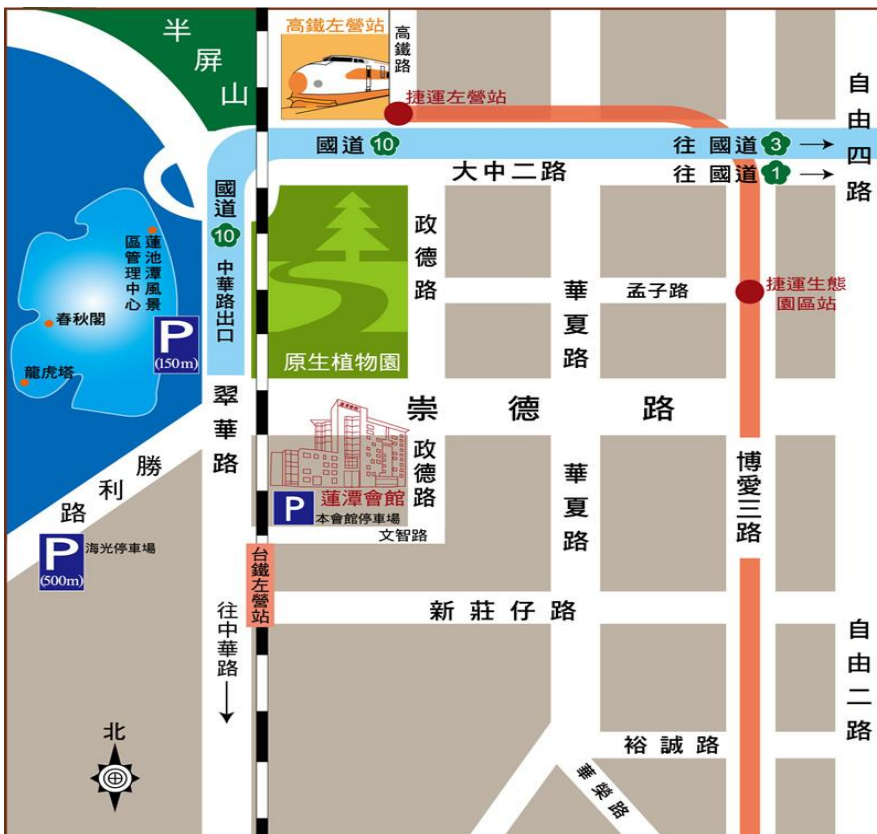 半屏山
高鐵左營站
高鐵路
捷運左營站
自由四路
國道 10
往 國道 3
大中二路
往 國道 1
國道 10 中華路出口
蓮池潭風景
區管理中心
政德路
華夏路
孟子路
捷運生態
園區站
春秋閣
P
(150m)
龍虎塔
原生植物園
翠華路
崇德路
勝利路
政德路
華夏路
博愛三路
蓮潭會館
P
本會館停車場
文智路
P
(500m)
海光停車場
台鐵左營站
往中華路
新莊仔路
自由二路
北
裕誠路
華榮路